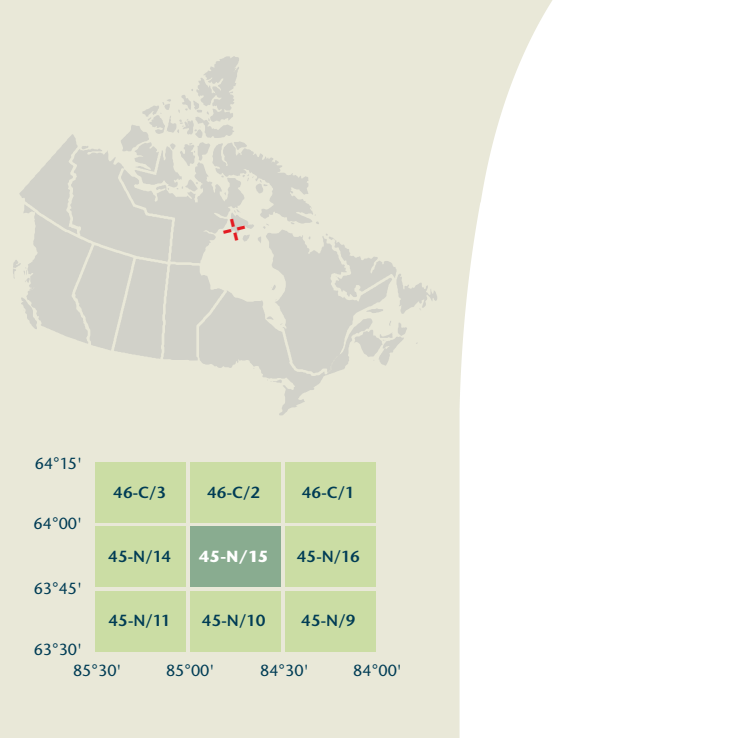 64°15'
46-C/3 46-C/2 46-C/1
64°00'
45-N/14 45-N/15 45-N/16
63°45'
45-N/11 45-N/10 45-N/9
63°30'
85°30' 85°00' 84°30' 84°00'